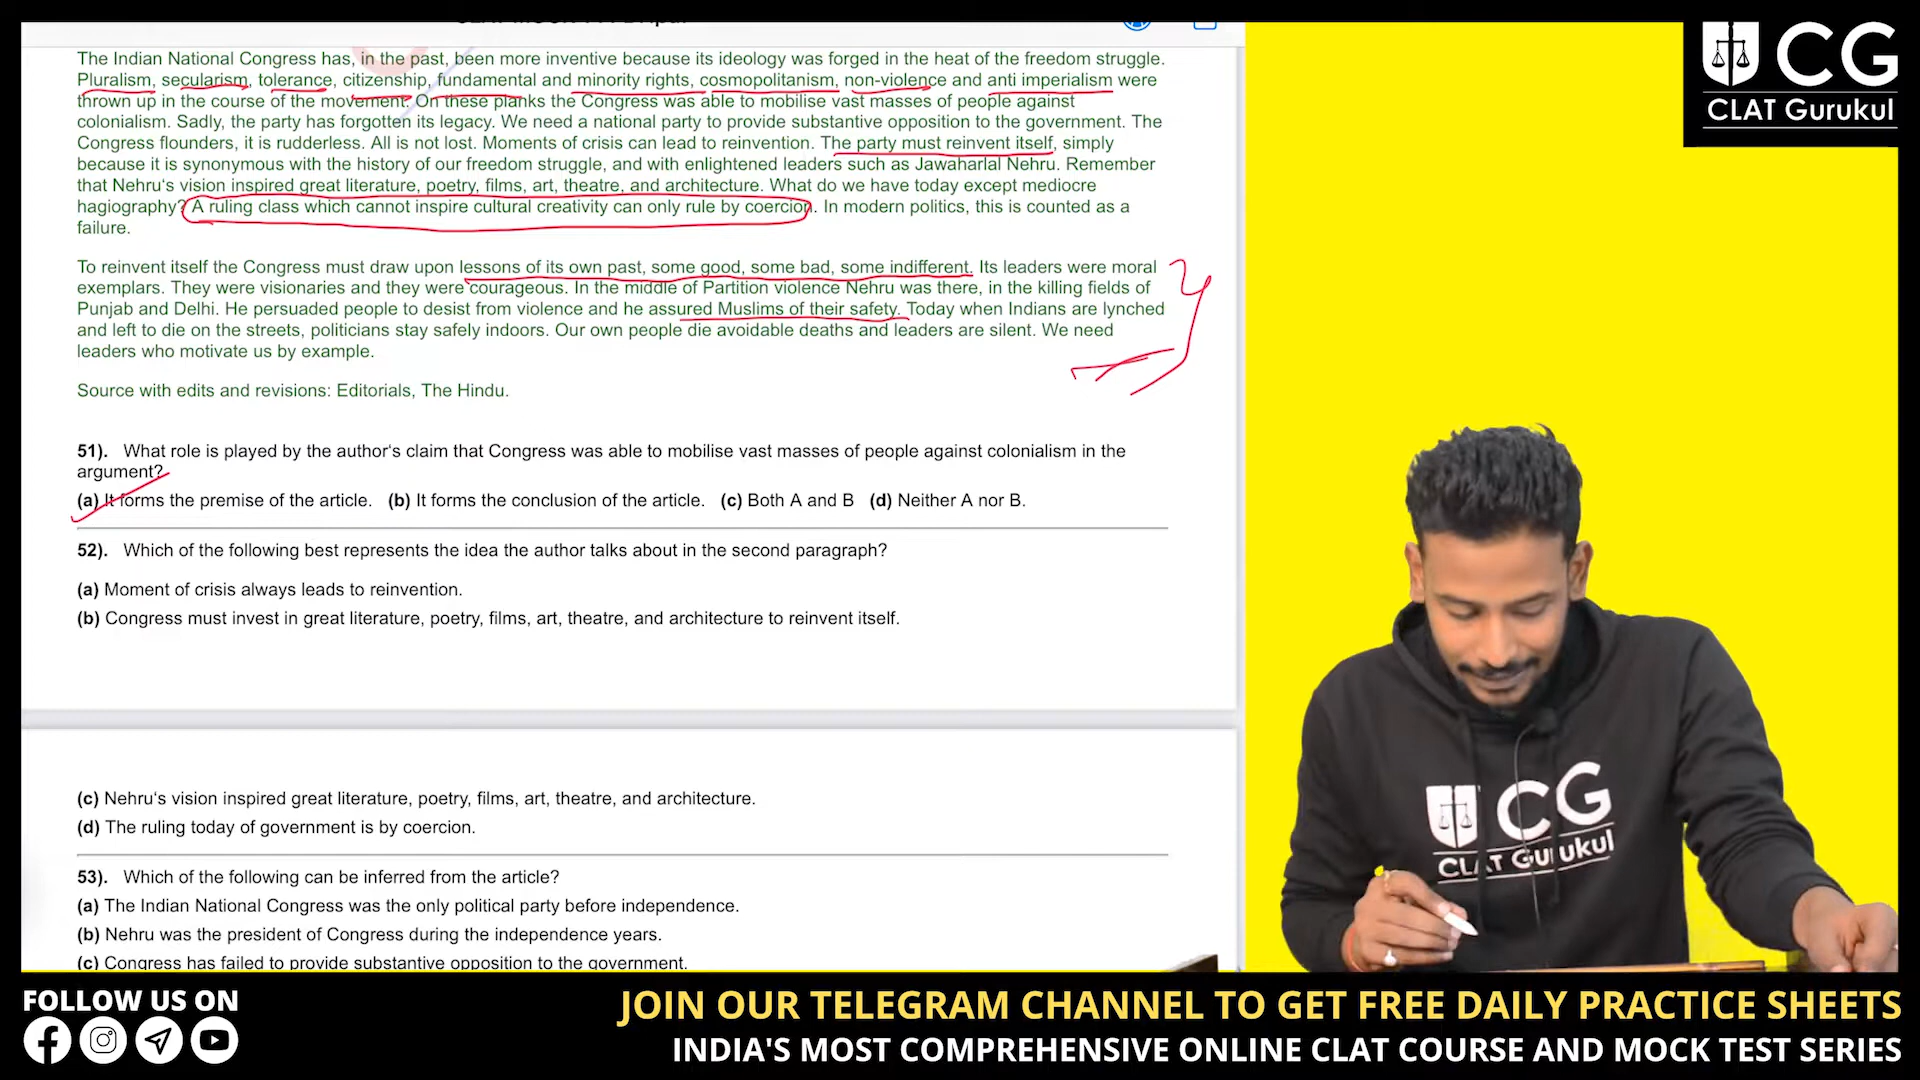 CG
CLAT Gurukul
The Indian National Congress has, in the past, been more inventive because its ideology was forged in the heat of the freedom struggle.
Pluralism, secularism, tolerance, citizenship, fundamental and minority rights, cosmopolitanism, non-violence and anti imperialism were
thrown up in the course of the movement. On these planks the Congress was able to mobilise vast masses of people against
colonialism. Sadly, the party has forgotten its legacy. We need a national party to provide substantive opposition to the government. The
Congress flounders, it is rudderless. All is not lost. Moments of crisis can lead to reinvention. The party must reinvent itself, simply
because it is synonymous with the history of our freedom struggle, and with enlightened leaders such as Jawaharlal Nehru. Remember
that Nehru's vision inspired great literature, poetry, films, art, theatre, and architecture. What do we have today except mediocre
hagiography? A ruling class which cannot inspire cultural creativity can only rule by coercion. In modern politics, this is counted as a
failure.
To reinvent itself the Congress must draw upon lessons of its own past, some good, some bad, some indifferent. Its leaders were moral
exemplars. They were visionaries and they were courageous. In the middle of Partition violence Nehru was there, in the killing fields of
Punjab and Delhi. He persuaded people to desist from violence and he assured Muslims of their safety. Today when Indians are lynched
and left to die on the streets, politicians stay safely indoors. Our own people die avoidable deaths and leaders are silent. We need
leaders who motivate us by example.
Source with edits and revisions: Editorials, The Hindu.
51). What role is played by the author's claim that Congress was able to mobilise vast masses of people against colonialism in the
argument?
(a) It forms the premise of the article. (b) It forms the conclusion of the article. (c) Both A and B (d) Neither A nor B.
52). Which of the following best represents the idea the author talks about in the second paragraph?
(a) Moment of crisis always leads to reinvention.
(b) Congress must invest in great literature, poetry, films, art, theatre, and architecture to reinvent itself.
(c) Nehru's vision inspired great literature, poetry, films, art, theatre, and architecture.
(d) The ruling today of government is by coercion.
53). Which of the following can be inferred from the article?
(a) The Indian National Congress was the only political party before independence.
(b) Nehru was the president of Congress during the independence years.
(c) Congress has failed to provide substantive opposition to the government.
CG
CLAT Gurukul
FOLLOW US ON
JOIN OUR TELEGRAM CHANNEL TO GET FREE DAILY PRACTICE SHEETS
INDIA'S MOST COMPREHENSIVE ONLINE CLAT COURSE AND MOCK TEST SERIES